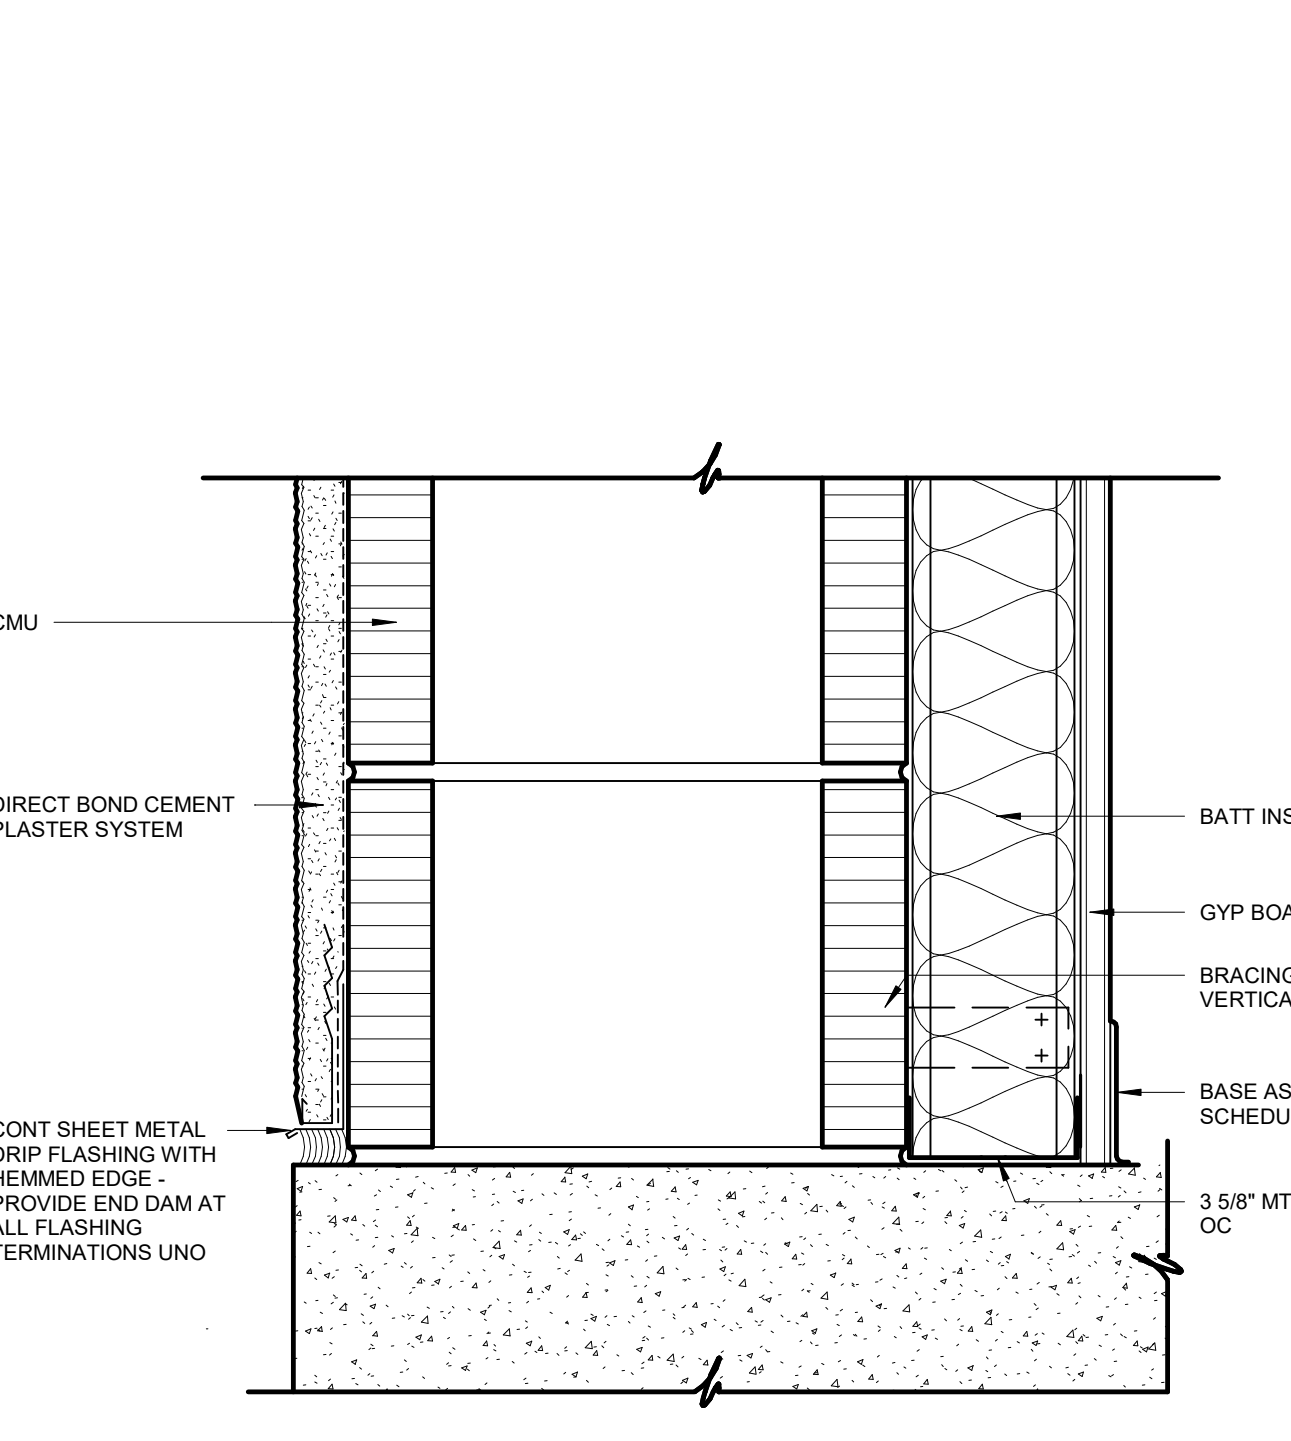 CMU
DIRECT BOND CEMENT
PLASTER SYSTEM
CONT SHEET METAL
DRIP FLASHING WITH
HEMMED EDGE -
PROVIDE END DAM AT
ALL FLASHING
TERMINATIONS UNO
BATT INS
GYP BOA
BRACING
VERTICA
BASE AS
SCHEDU
3 5/8" MT
OC